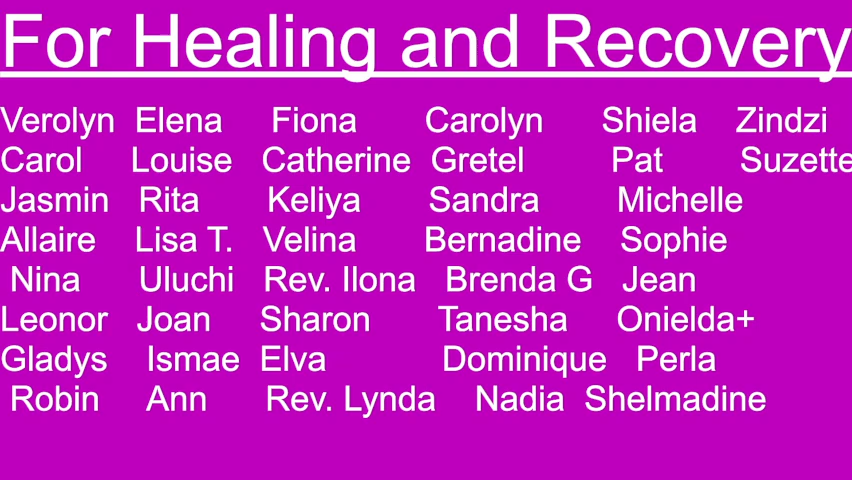 For Healing and Recovery
Verolyn Elena Fiona Carolyn Shiela Zindzi
Carol Louise Catherine Gretel Pat Suzette
Jasmin Rita Keliya Sandra Michelle
Allaire Lisa T. Velina Bernadine Sophie
Nina Uluchi Rev. Ilona Brenda G Jean
Leonor Joan Sharon Tanesha Onielda+
Gladys Ismae Elva Dominique Perla
Robin Ann Rev. Lynda Nadia Shelmadine